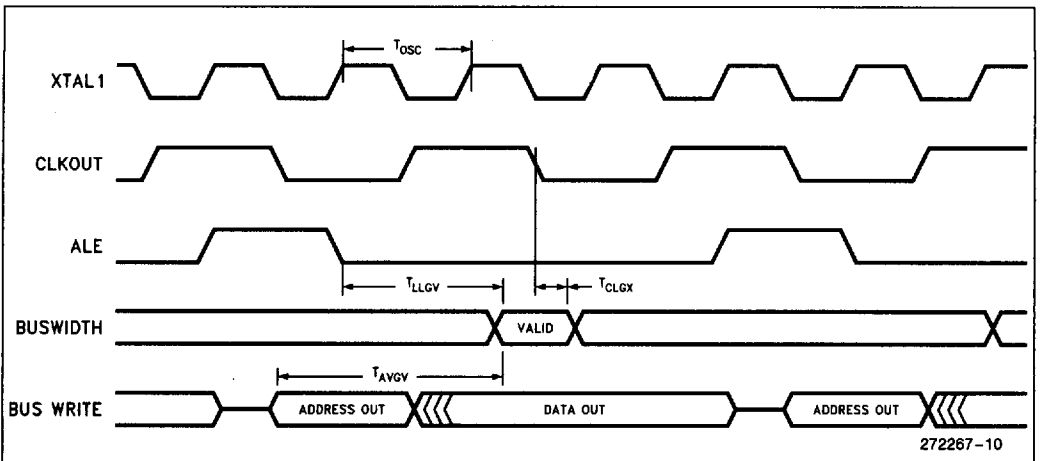 TOSC
XTAL1
CLKOUT
ALE
TLLGV
TCLGX
BUSWIDTH
VALID
TAVGV
BUS WRITE
ADDRESS OUT
DATA OUT
ADDRESS OUT
272267-10